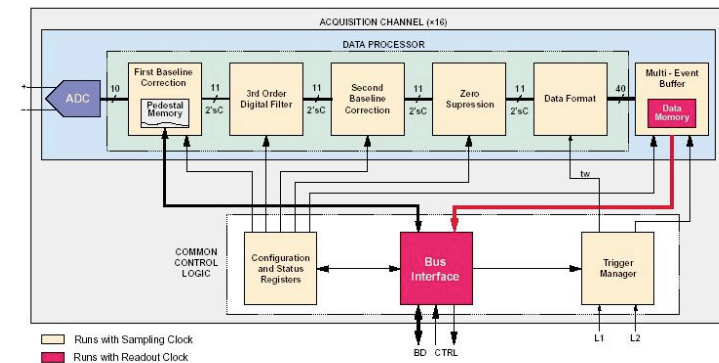 ACQUISITION CHANNEL (×16)
DATA PROCESSOR
ADC
10
First Baseline
Correction
Pedestal
Memory
11
2'sC
3rd Order
Digital Filter
11
2'sC
Second
Baseline
Correction
11
2'sC
Zero
Supression
11
2'sC
Data Format
40
Multi - Event
Buffer
Data
Memory
tw
COMMON
CONTROL
LOGIC
Configuration
and Status
Registers
Bus
Interface
Trigger
Manager
BD
CTRL
L1
L2
Runs with Sampling Clock
Runs with Readout Clock